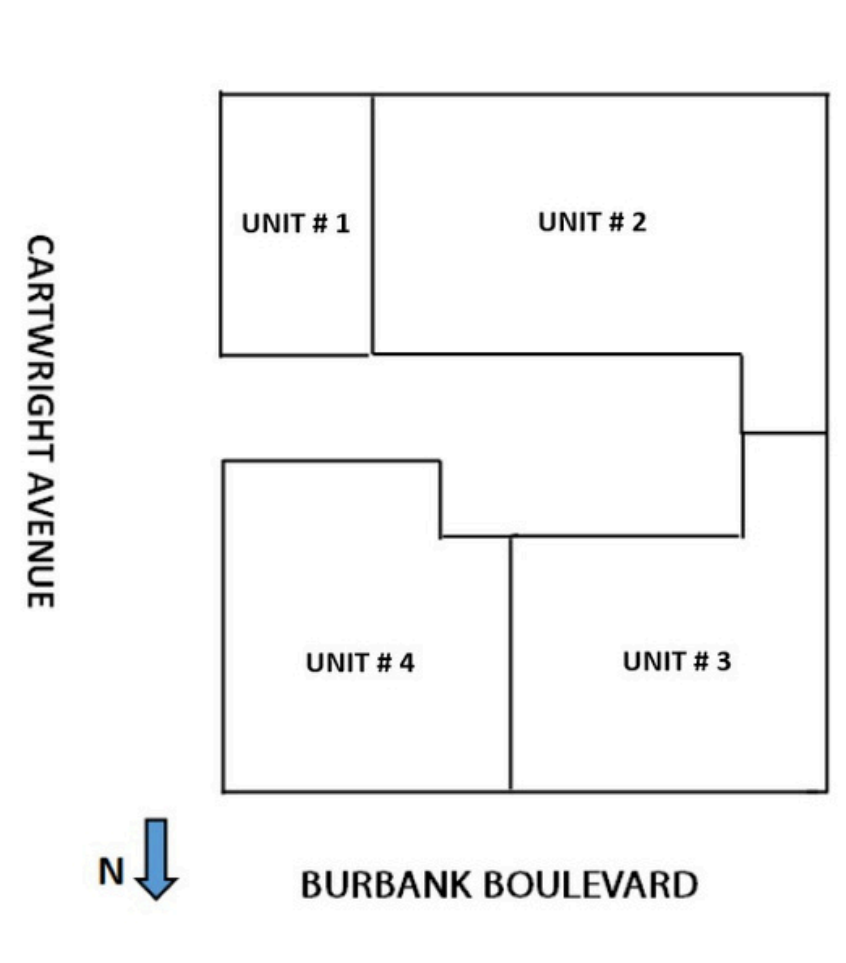 UNIT # 1
UNIT # 2
CARTWRIGHT AVENUE
UNIT # 4
UNIT # 3
N
BURBANK BOULEVARD